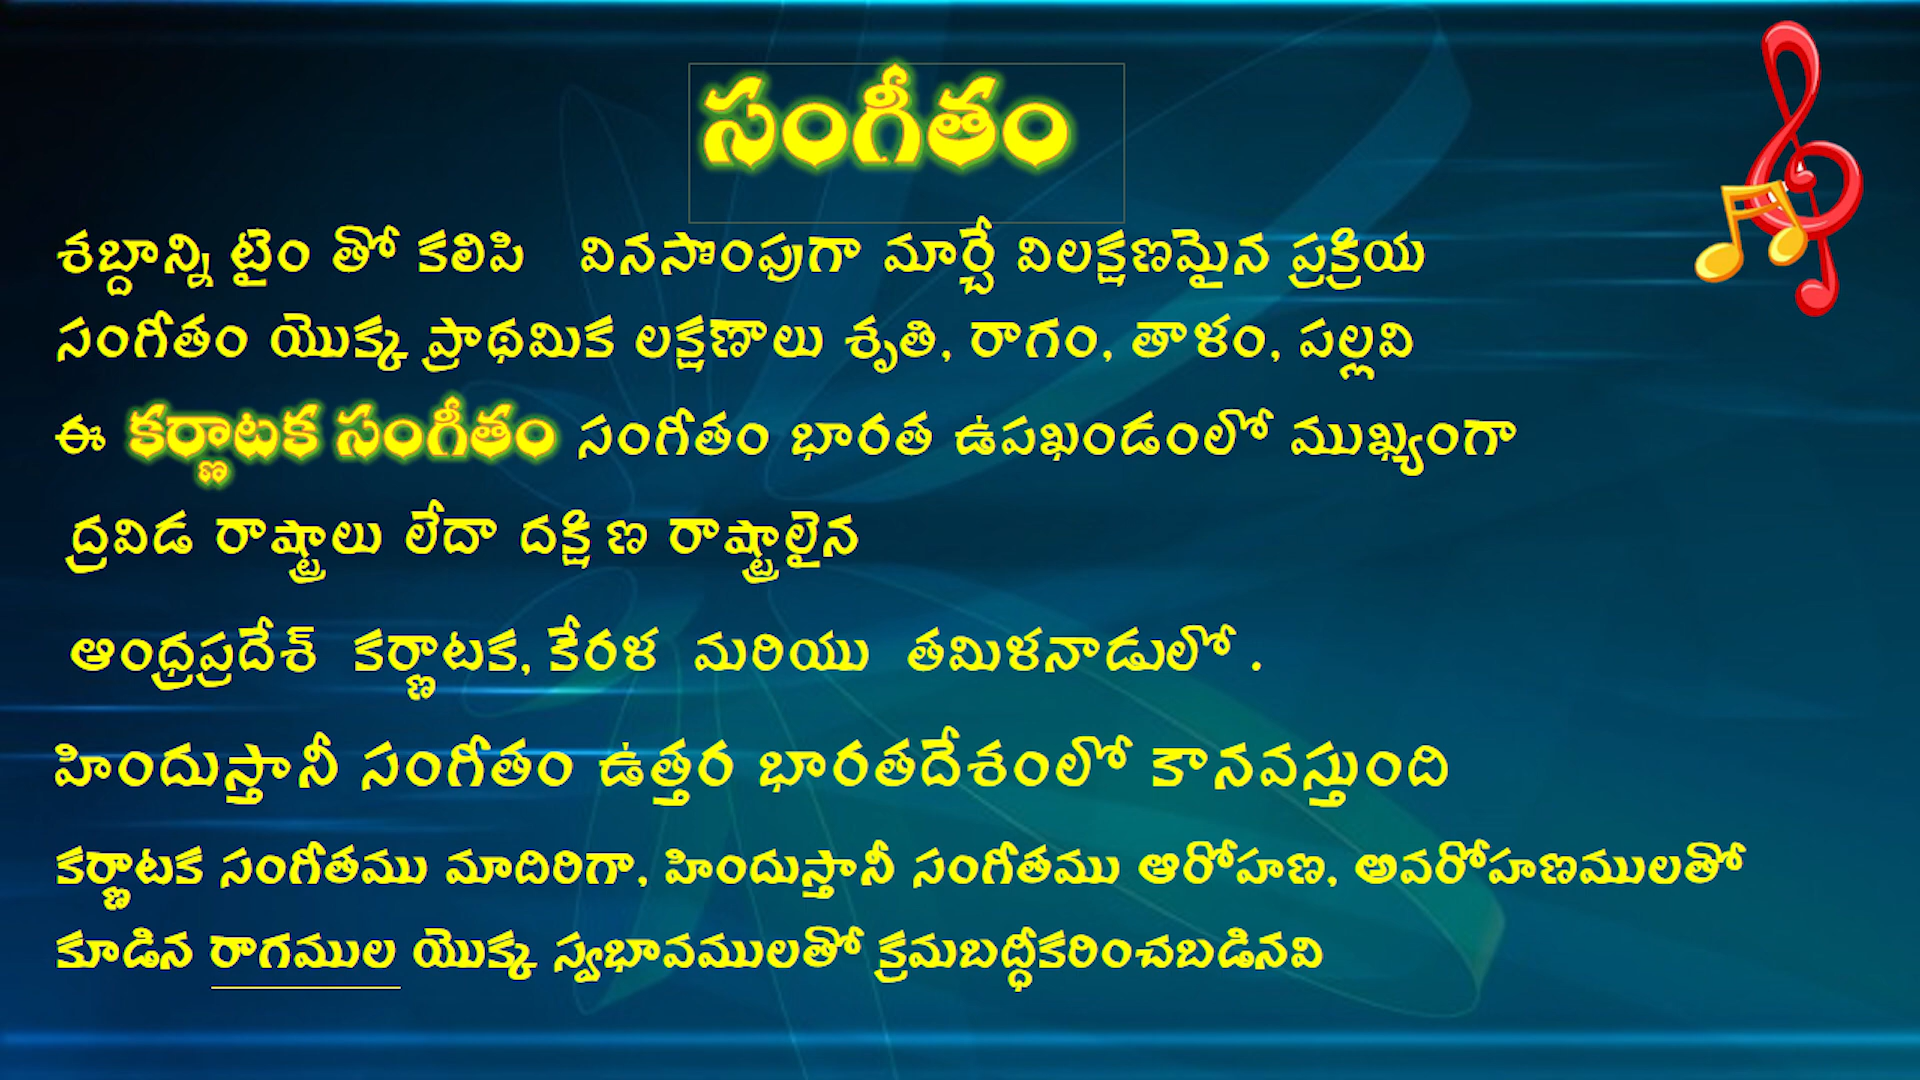 సంగీతం
శబ్దాన్ని టైం తో కలిపి వినసొంపుగా మార్చే విలక్షణమైన ప్రక్రియ
సంగీతం యొక్క ప్రాథమిక లక్షణాలు శృతి, రాగం, తాళం, పల్లవి
ఈ కర్ణాటక సంగీతం సంగీతం భారత ఉపఖండంలో ముఖ్యంగా
ద్రవిడ రాష్ట్రాలు లేదా దక్షిణ రాష్ట్రాలైన
ఆంధ్రప్రదేశ్ కర్ణాటక, కేరళ మరియు తమిళనాడులో .
హిందుస్తానీ సంగీతం ఉత్తర భారతదేశంలో కానవస్తుంది
కర్ణాటక సంగీతము మాదిరిగా, హిందుస్తానీ సంగీతము ఆరోహణ, అవరోహణములతో
కూడిన రాగముల యొక్క స్వభావములతో క్రమబద్ధీకరించబడినవి